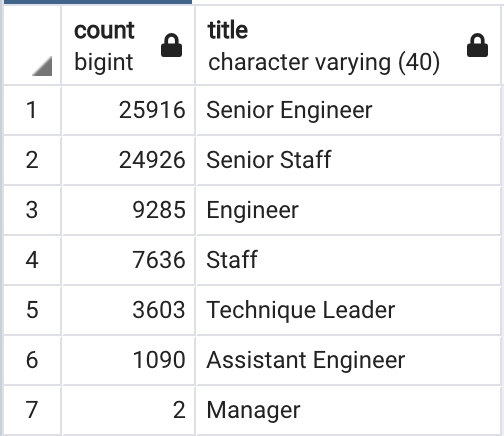 count title
bigint character varying (40)
1 25916 Senior Engineer
2 24926 Senior Staff
3 9285 Engineer
4 7636 Staff
5 3603 Technique Leader
6 1090 Assistant Engineer
7 2 Manager